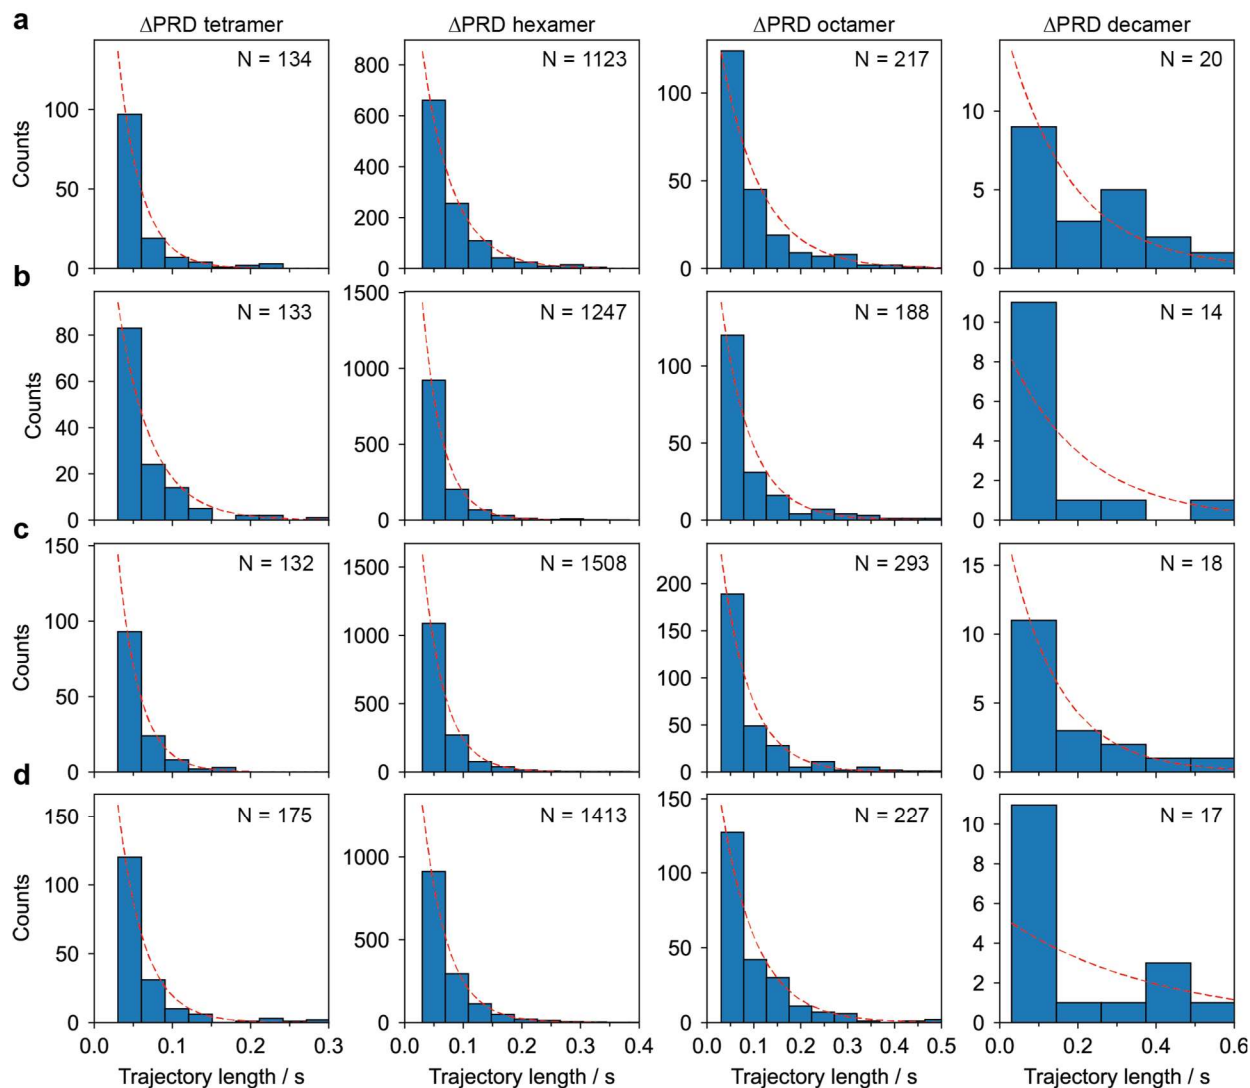 a
ΔPRD tetramer ΔPRD hexamer ΔPRD octamer ΔPRD decamer
N = 134 N = 1123 N = 217 N = 20
Counts
100 50 0
800 600 400 200 0
100 50 0
10 5 0
b
N = 133 N = 1247 N = 188 N = 14
Counts
80 60 40 20 0
1500 1000 500 0
100 50 0
10 8 6 4 2 0
c
N = 132 N = 1508 N = 293 N = 18
Counts
150 100 50 0
1500 1000 500 0
200 150 100 50 0
15 10 5 0
d
N = 175 N = 1413 N = 227 N = 17
Counts
150 100 50 0
1000 500 0
150 100 50 0
10 8 6 4 2 0
0.0 0.1 0.2 0.3 0.0 0.1 0.2 0.3 0.4 0.0 0.1 0.2 0.3 0.4 0.5 0.0 0.2 0.4 0.6
Trajectory length / s Trajectory length / s Trajectory length / s Trajectory length / s